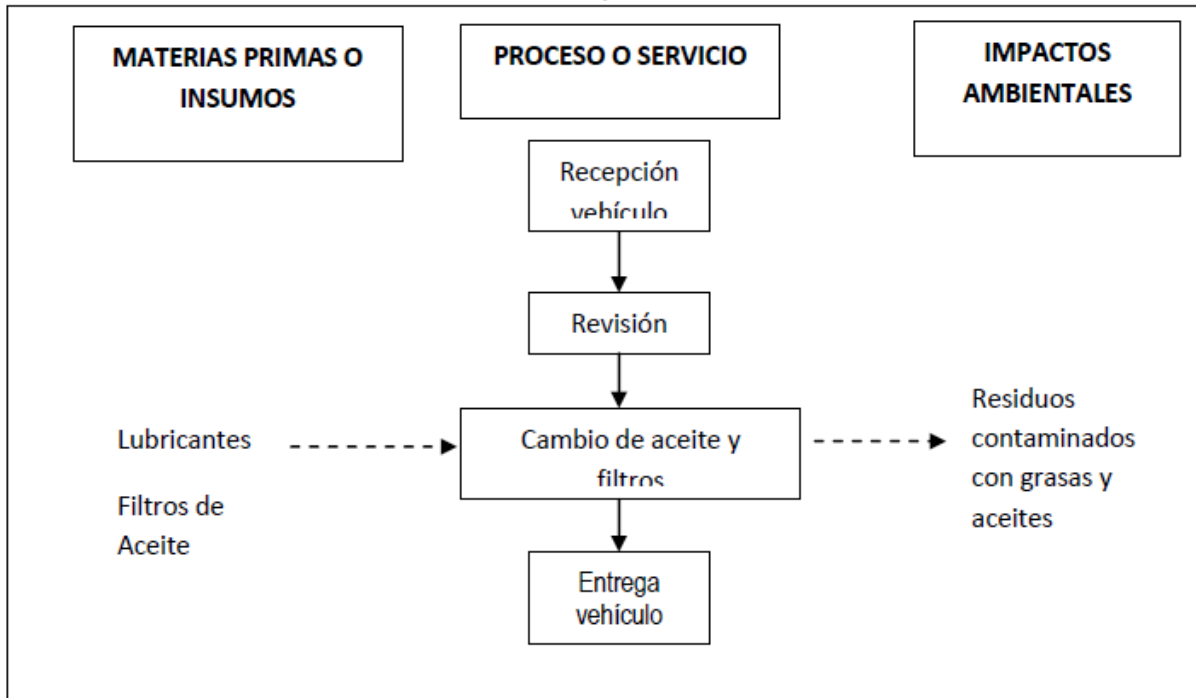 MATERIAS PRIMAS O
INSUMOS
PROCESO O SERVICIO
IMPACTOS
AMBIENTALES
Recepción
vehículo
Revisión
Lubricantes
Filtros de
Aceite
Cambio de aceite y
filtros
Residuos
contaminados
con grasas y
aceites
Entrega
vehículo